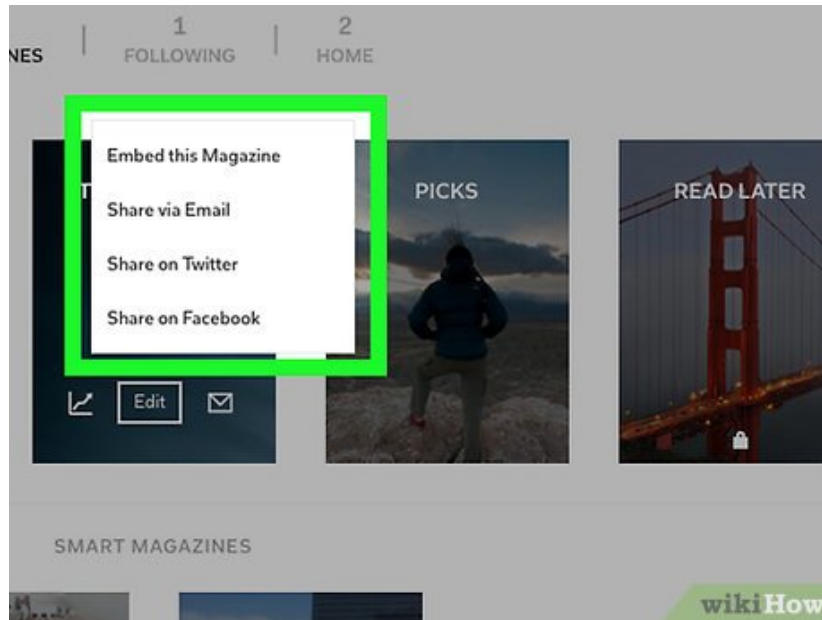 1 2
NES FOLLOWING HOME
Embed this Magazine
T PICKS READ LATER
Share via Email
Share on Twitter
Share on Facebook
Edit
SMART MAGAZINES
wikiHow